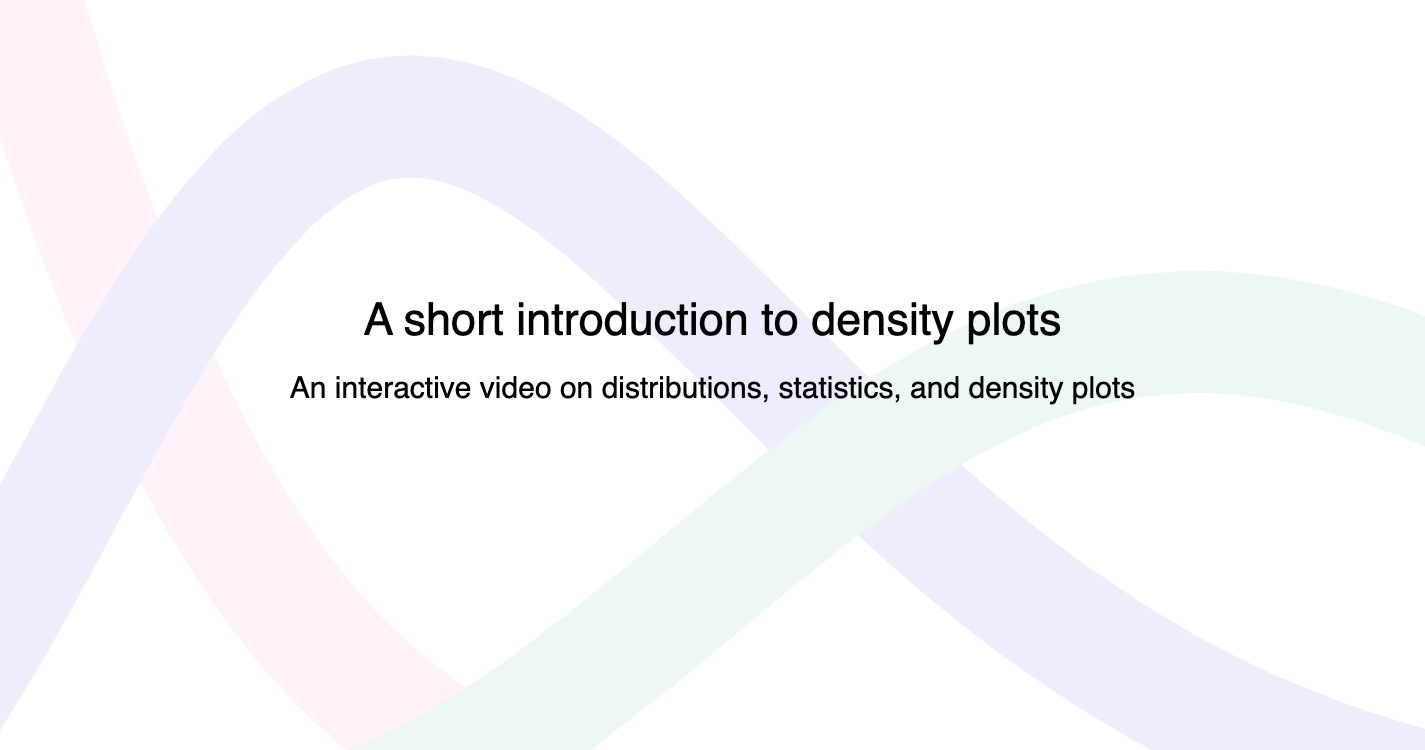 A short introduction to density plots
An interactive video on distributions, statistics, and density plots